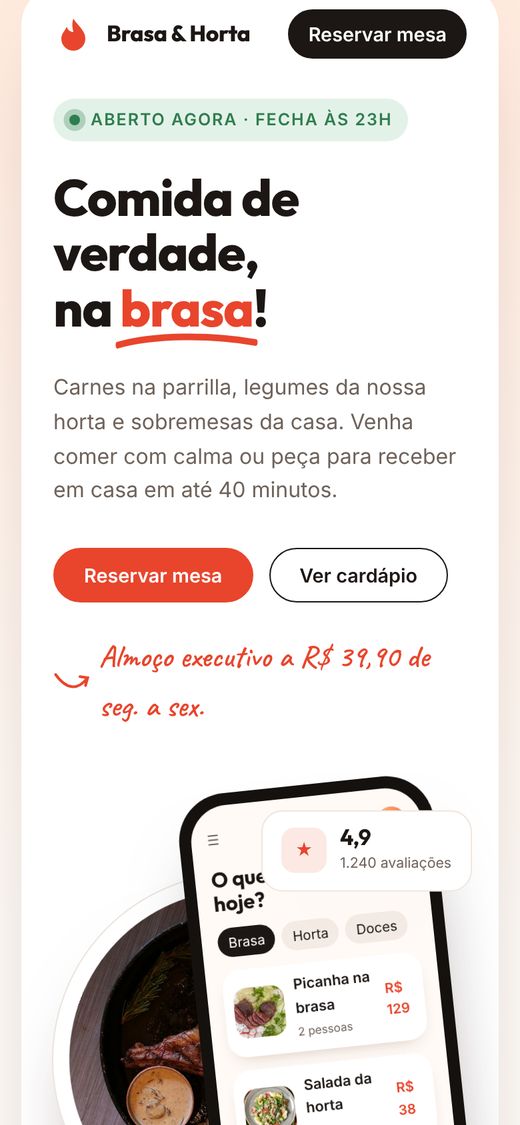 Brasa & Horta
Reservar mesa
ABERTO AGORA · FECHA ÀS 23H
Comida de
verdade,
na brasa!
Carnes na parrilla, legumes da nossa
horta e sobremesas da casa. Venha
comer com calma ou peça para receber
em casa em até 40 minutos.
Reservar mesa
Ver cardápio
Almoço executivo a R$ 39,90 de
seg. a sex.
4,9
1.240 avaliações
O que
hoje?
Brasa
Horta
Doces
Picanha na
brasa
R$
129
2 pessoas
Salada da
horta
R$
38